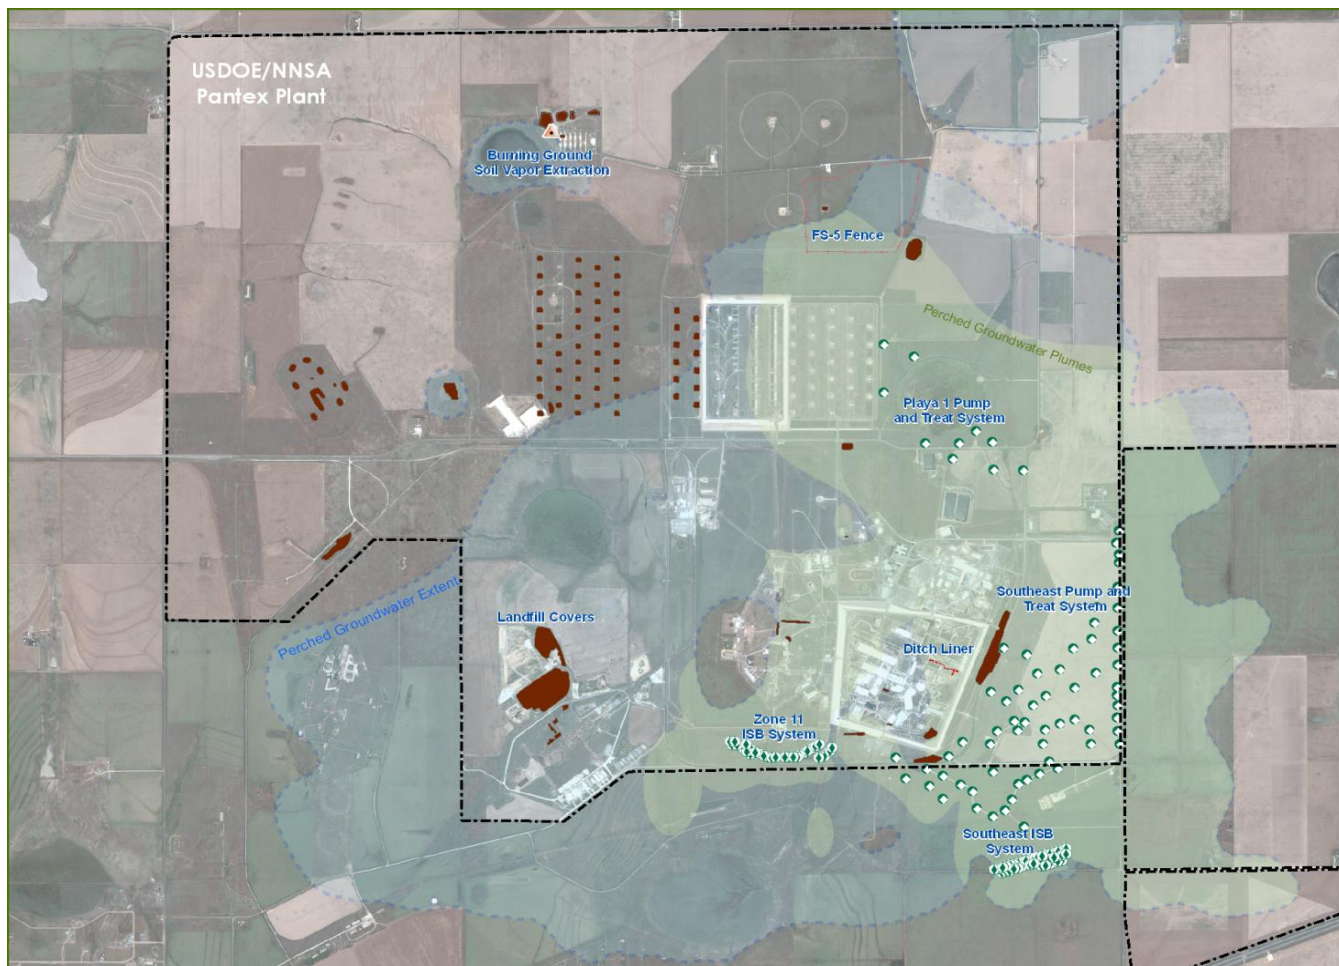 USDOE/NNSA
Pantex Plant
Burning Ground
Soil Vapor Extraction
FS-5 Fence
Perched Groundwater Plumes
Playa 1 Pump
and Treat System
Perched Groundwater Extent
Landfill Covers
Southeast Pump and
Treat System
Ditch Liner
Zone 11
ISB System
Southeast ISB
System